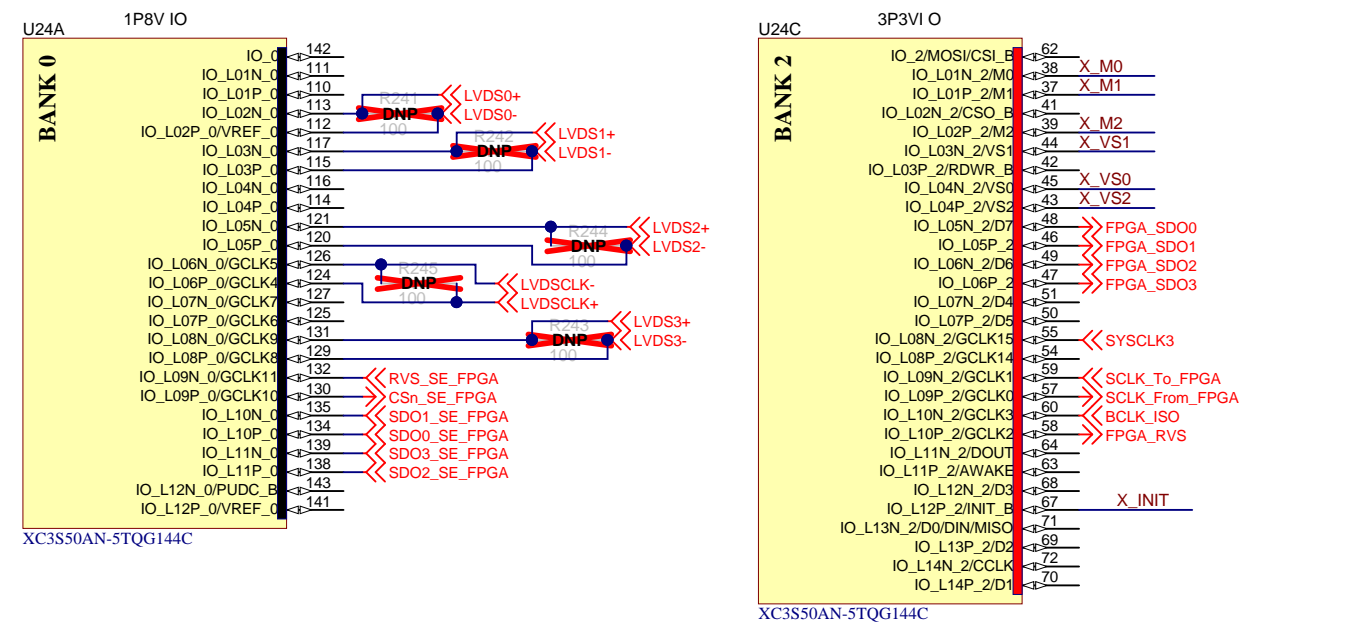 1P8V IO
U24A
BANK 0
IO_0 142
IO_L01N_0 111
IO_L01P_0 110
IO_L02N_0 113
IO_L02P_0/VREF_0 112
IO_L03N_0 117
IO_L03P_0 115
IO_L04N_0 116
IO_L04P_0 114
IO_L05N_0 121
IO_L05P_0 120
IO_L06N_0/GCLK5 126
IO_L06P_0/GCLK4 124
IO_L07N_0/GCLK7 127
IO_L07P_0/GCLK6 125
IO_L08N_0/GCLK9 131
IO_L08P_0/GCLK8 129
IO_L09N_0/GCLK11 132
IO_L09P_0/GCLK10 130
IO_L10N_0 135
IO_L10P_0 134
IO_L11N_0 139
IO_L11P_0 138
IO_L12N_0/PUDC_B 143
IO_L12P_0/VREF_0 141
R241
DNP
100
LVDS0+
LVDS0-
R242
DNP
100
LVDS1+
LVDS1-
R244
DNP
100
LVDS2+
LVDS2-
R245
DNP
100
LVDSCLK-
LVDSCLK+
R243
DNP
100
LVDS3+
LVDS3-
RVS_SE_FPGA
CSn_SE_FPGA
SDO1_SE_FPGA
SDO0_SE_FPGA
SDO3_SE_FPGA
SDO2_SE_FPGA
XC3S50AN-5TQG144C
3P3VI O
U24C
BANK 2
IO_2/MOSI/CSI_B 62
IO_L01N_2/M0 38 X_M0
IO_L01P_2/M1 37 X_M1
IO_L02N_2/CSO_B 41
IO_L02P_2/M2 39 X_M2
IO_L03N_2/VS1 44 X_VS1
IO_L03P_2/RDWR_B 42
IO_L04N_2/VS0 45 X_VS0
IO_L04P_2/VS2 43 X_VS2
IO_L05N_2/D7 48 FPGA_SDO0
IO_L05P_2 46 FPGA_SDO1
IO_L06N_2/D6 49 FPGA_SDO2
IO_L06P_2 47 FPGA_SDO3
IO_L07N_2/D4 51
IO_L07P_2/D5 50
IO_L08N_2/GCLK15 55 SYSCLK3
IO_L08P_2/GCLK14 54
IO_L09N_2/GCLK1 59 SCLK_To_FPGA
IO_L09P_2/GCLK0 57 SCLK_From_FPGA
IO_L10N_2/GCLK3 60 BCLK_ISO
IO_L10P_2/GCLK2 58 FPGA_RVS
IO_L11N_2/DOUT 64
IO_L11P_2/AWAKE 63
IO_L12N_2/D3 68
IO_L12P_2/INIT_B 67 X_INIT
IO_L13N_2/D0/DIN/MISO 71
IO_L13P_2/D2 69
IO_L14N_2/CCLK 72
IO_L14P_2/D1 70
XC3S50AN-5TQG144C